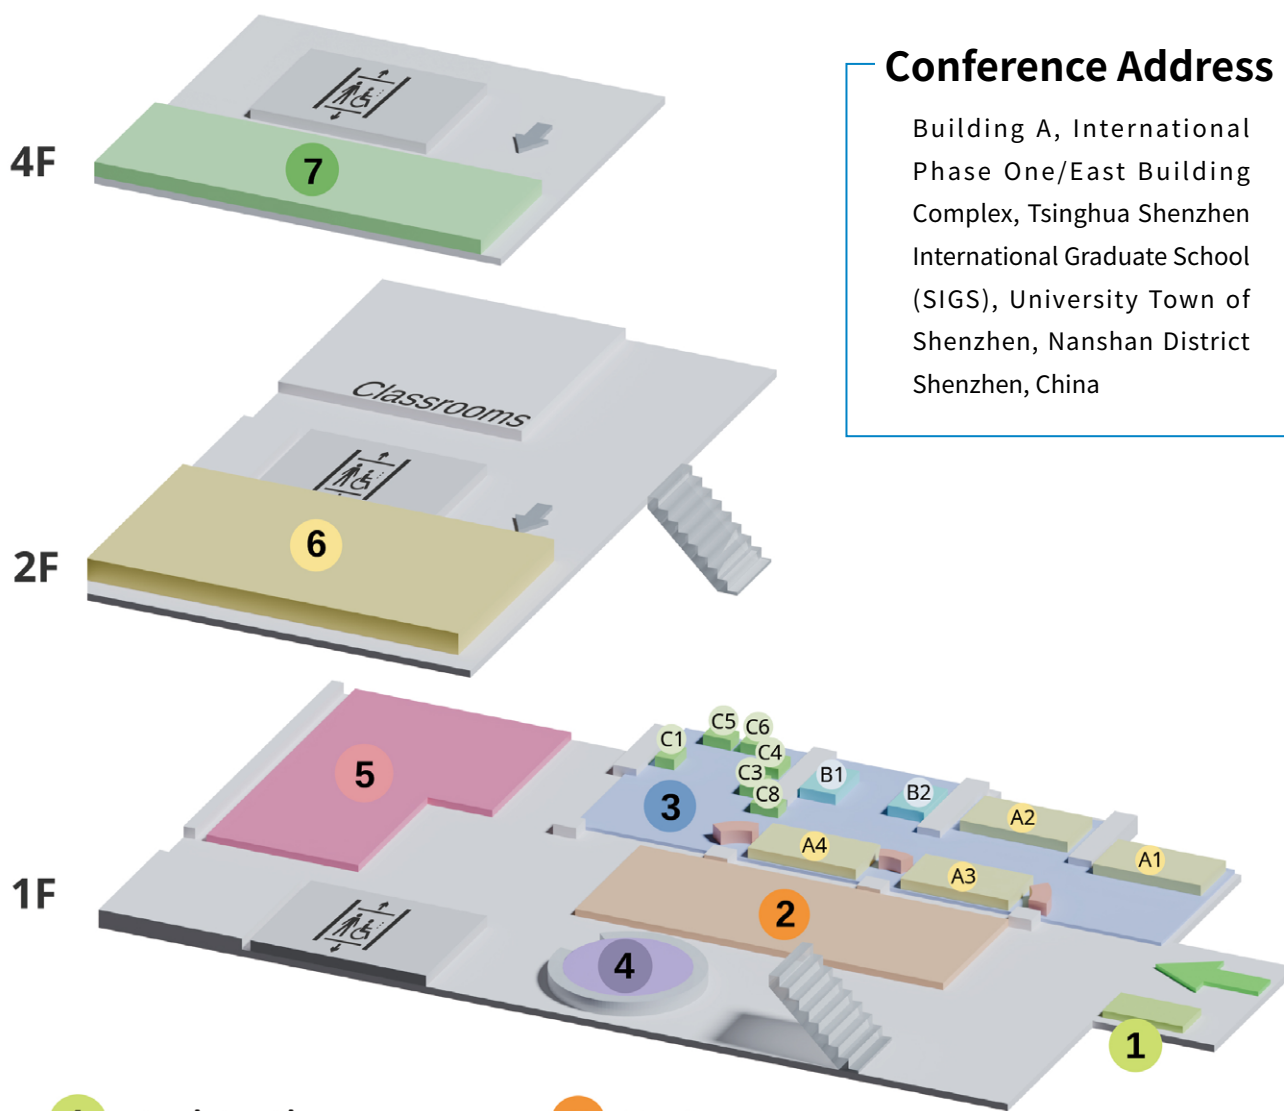 Conference Address
Building A, International
Phase One/East Building
Complex, Tsinghua Shenzhen
International Graduate School
(SIGS), University Town of
Shenzhen, Nanshan District
Shenzhen, China
4F
7
Classrooms
2F
6
1F
5
3
C1
C5
C6
C4
C3
C8
B1
B2
A2
A1
A4
A3
2
4
1